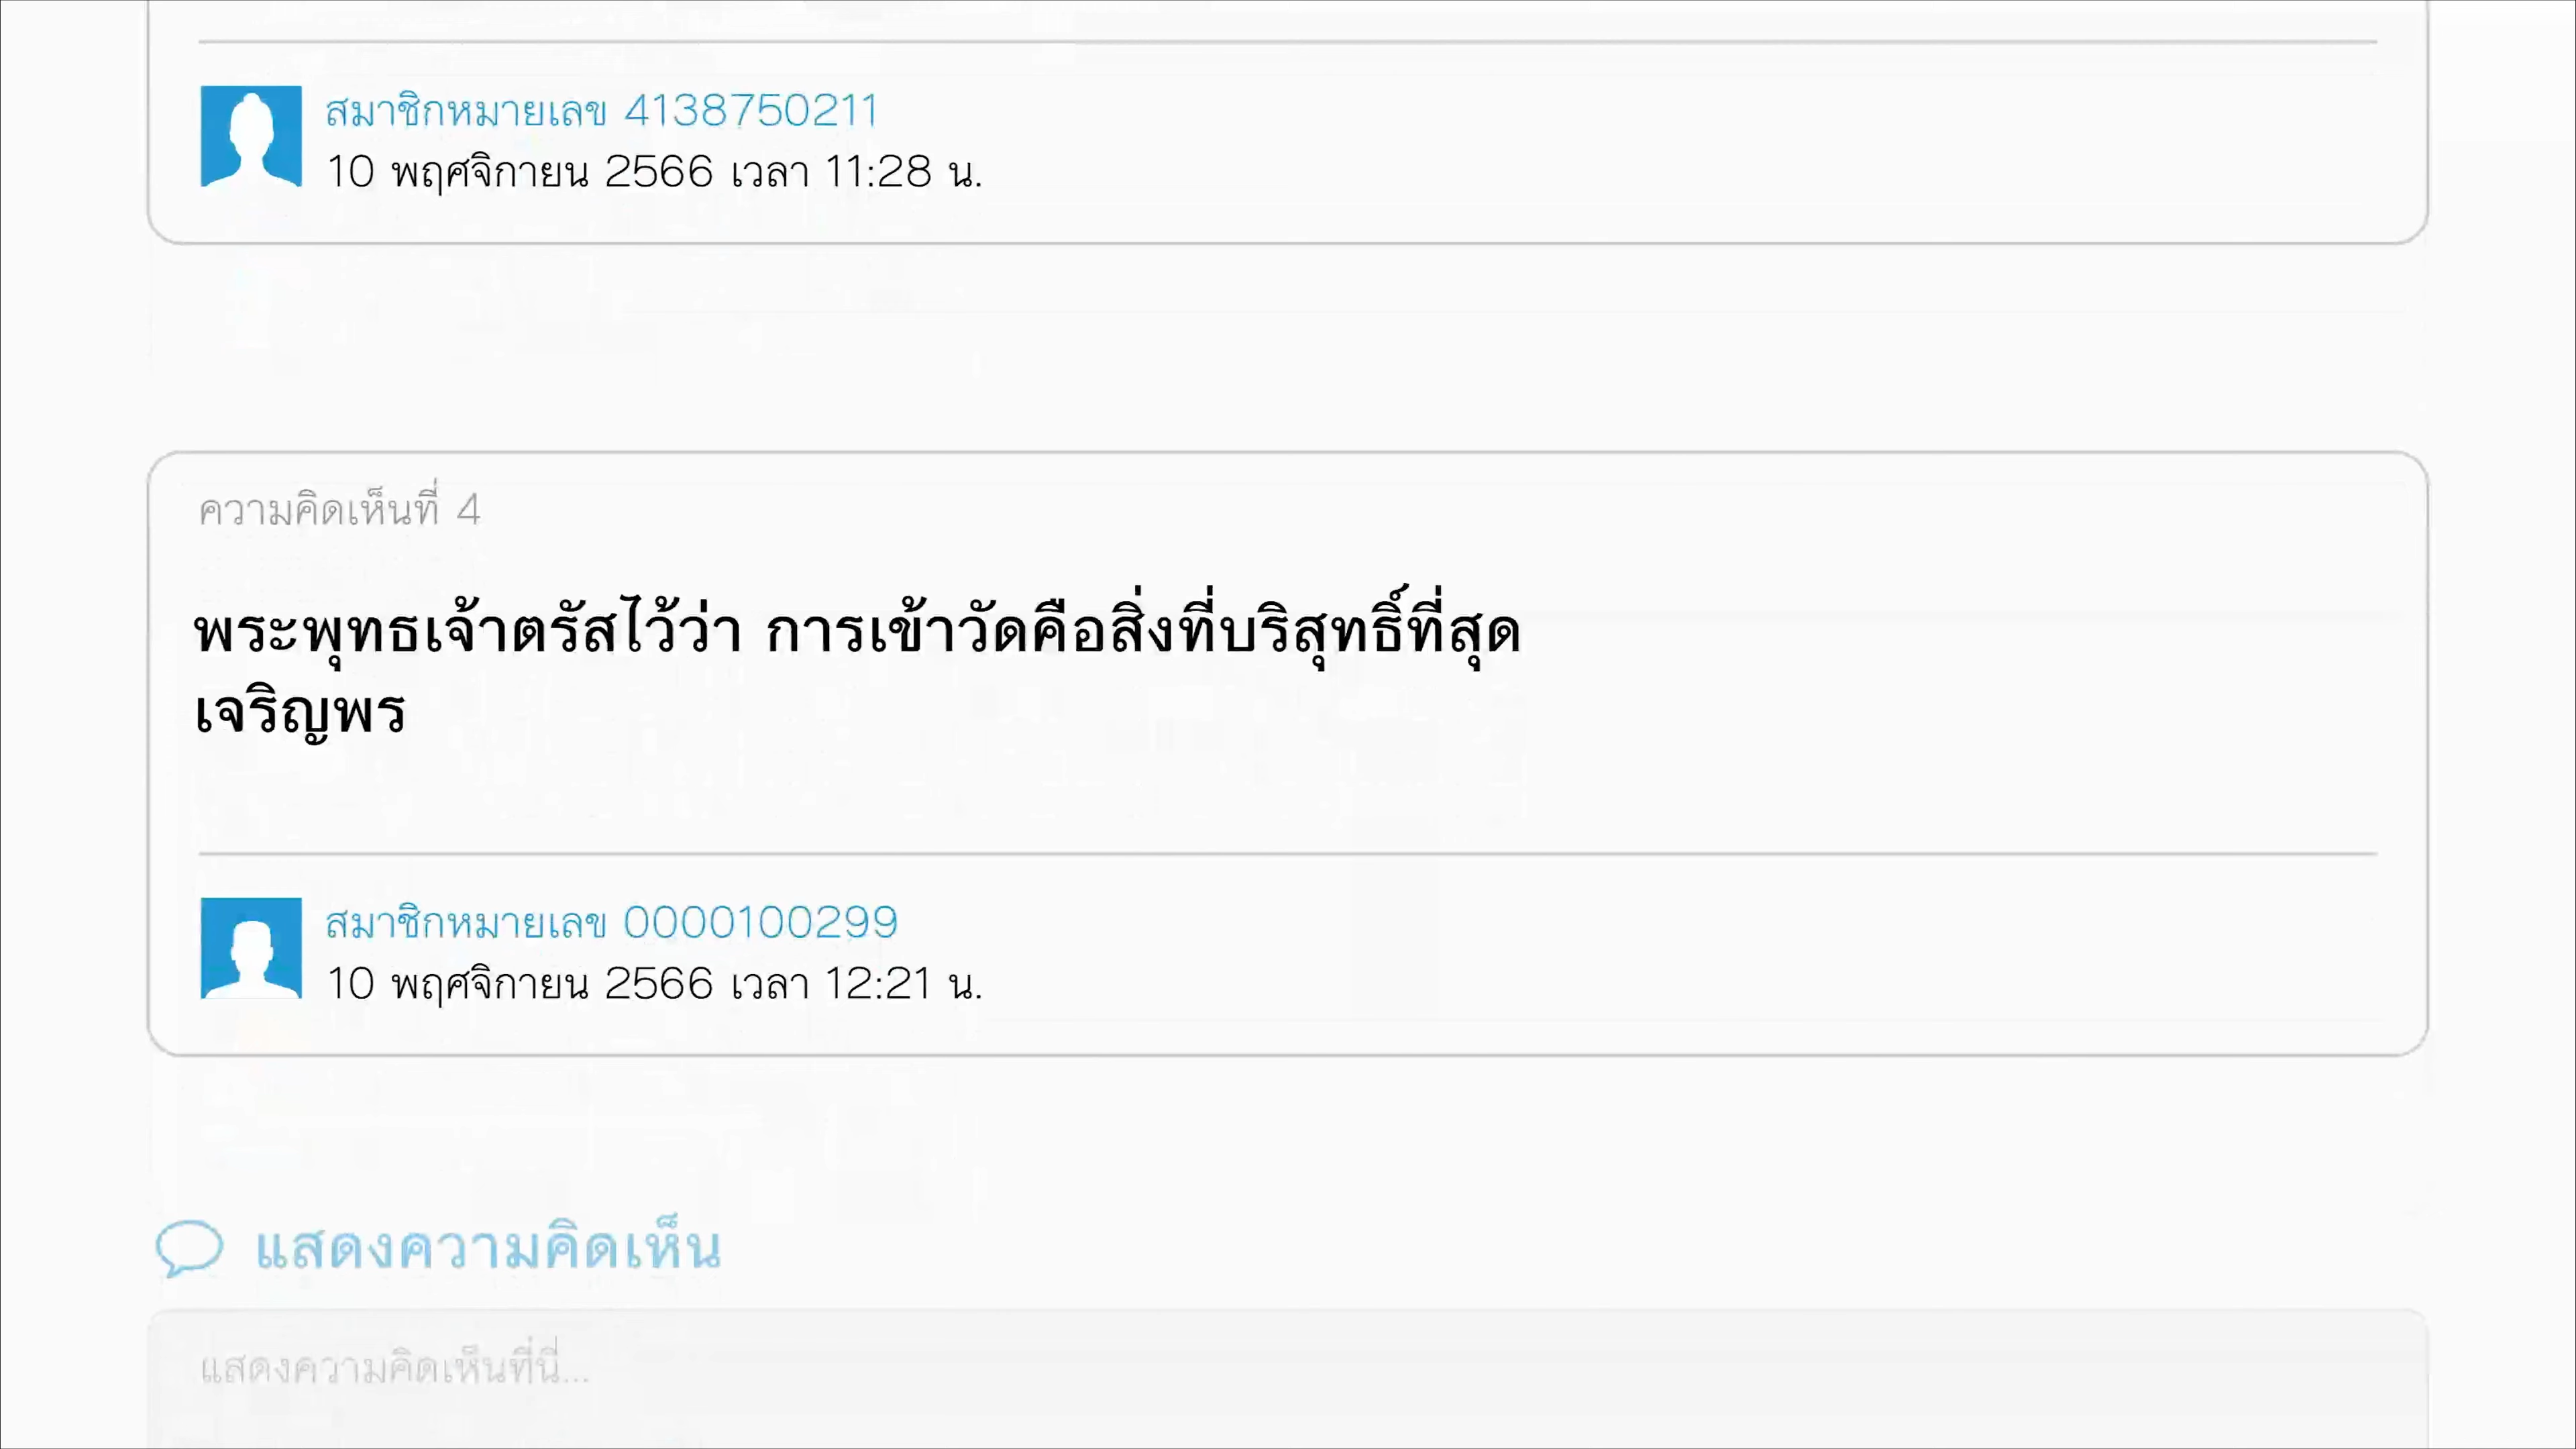 สมาชิกหมายเลข 4138750211
10 พฤศจิกายน 2566 เวลา 11:28 น.
ความคิดเห็นที่ 4
พระพุทธเจ้าตรัสไว้ว่า การเข้าวัดคือสิ่งที่บริสุทธิ์ที่สุด
เจริญพร
สมาชิกหมายเลข 0000100299
10 พฤศจิกายน 2566 เวลา 12:21 น.
แสดงความคิดเห็น
แสดงความคิดเห็นที่นี่...